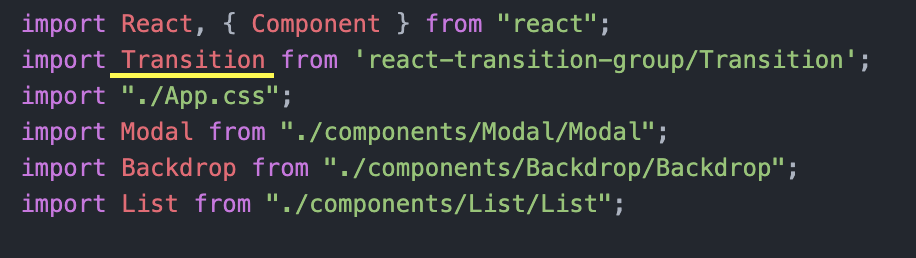 import React, { Component } from "react";
import Transition from 'react-transition-group/Transition';
import "./App.css";
import Modal from "./components/Modal/Modal";
import Backdrop from "./components/Backdrop/Backdrop";
import List from "./components/List/List";